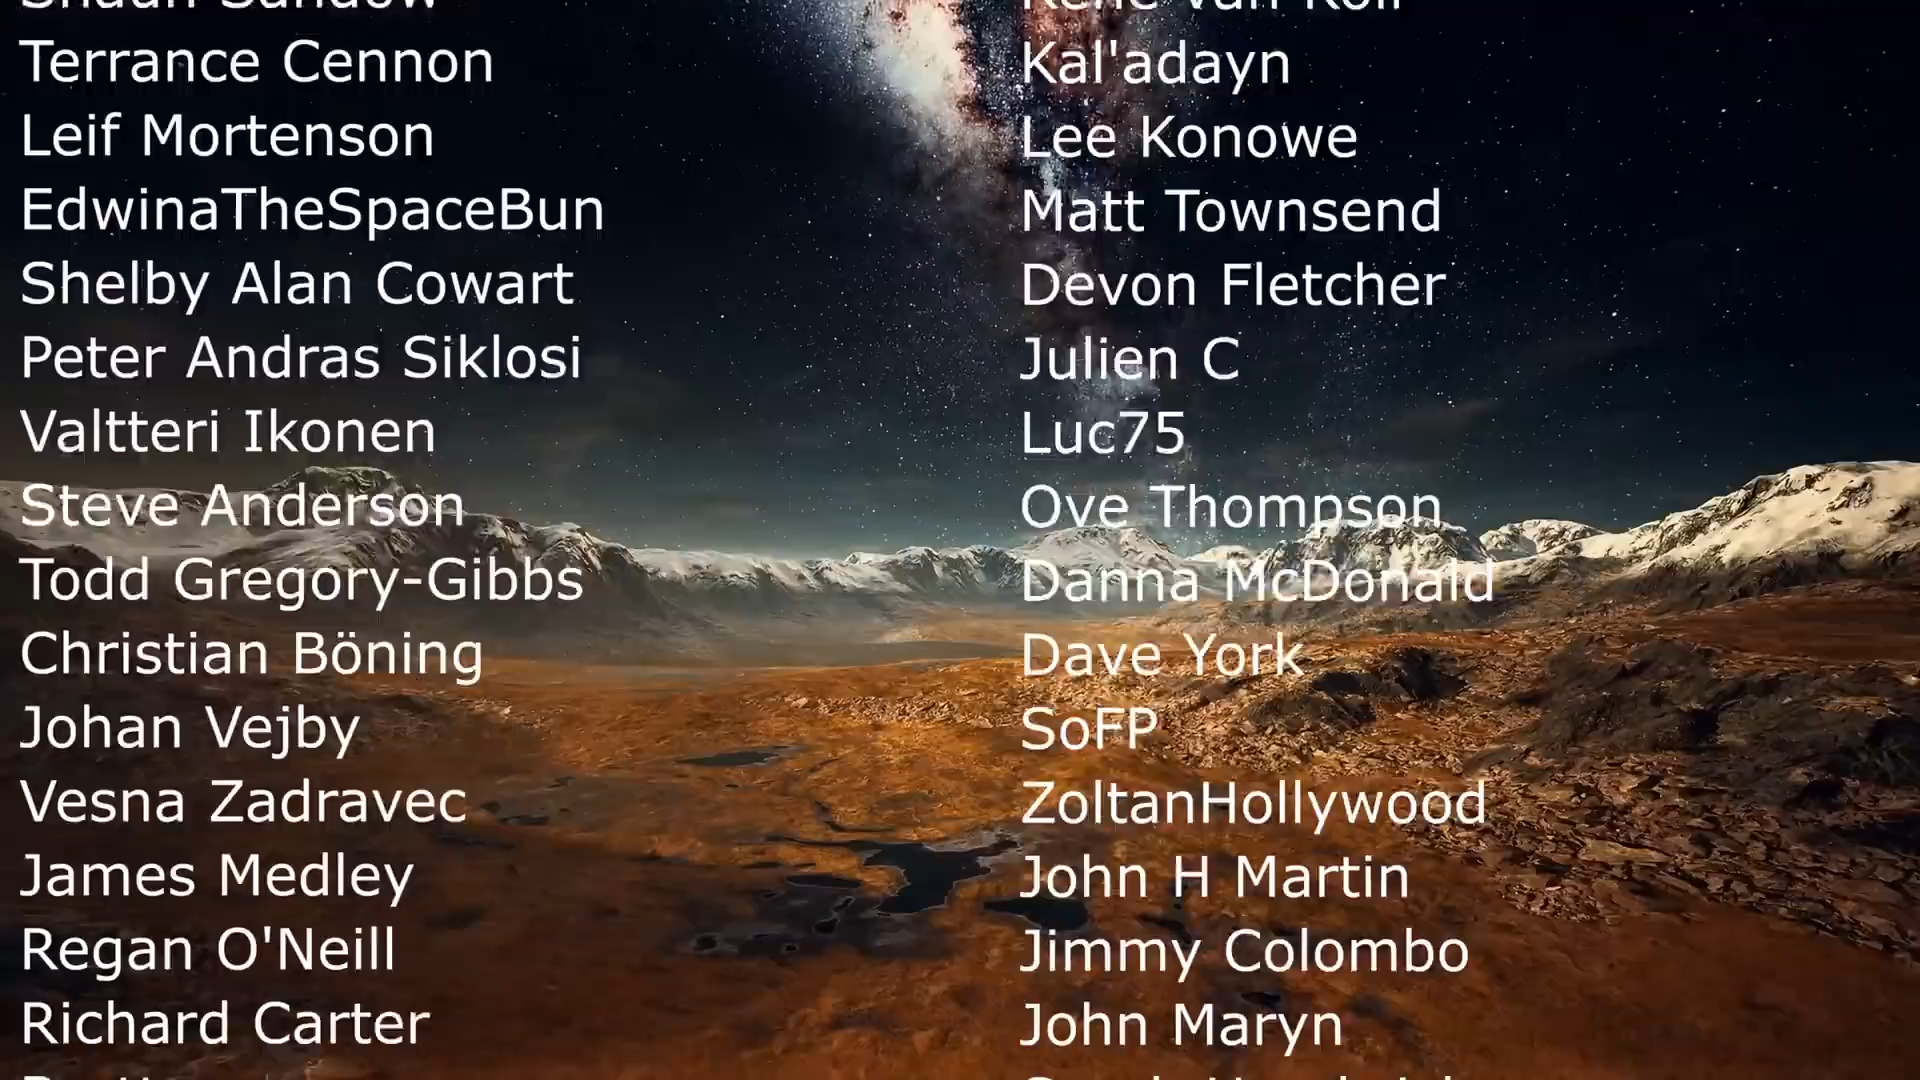 Terrance Cennon
Leif Mortenson
EdwinaTheSpaceBun
Shelby Alan Cowart
Peter Andras Siklosi
Valtteri Ikonen
Steve Anderson
Todd Gregory-Gibbs
Christian Böning
Johan Vejby
Vesna Zadravec
James Medley
Regan O'Neill
Richard Carter
Kal'adayn
Lee Konowe
Matt Townsend
Devon Fletcher
Julien C
Luc75
Ove Thompson
Danna McDonald
Dave York
SoFP
ZoltanHollywood
John H Martin
Jimmy Colombo
John Maryn